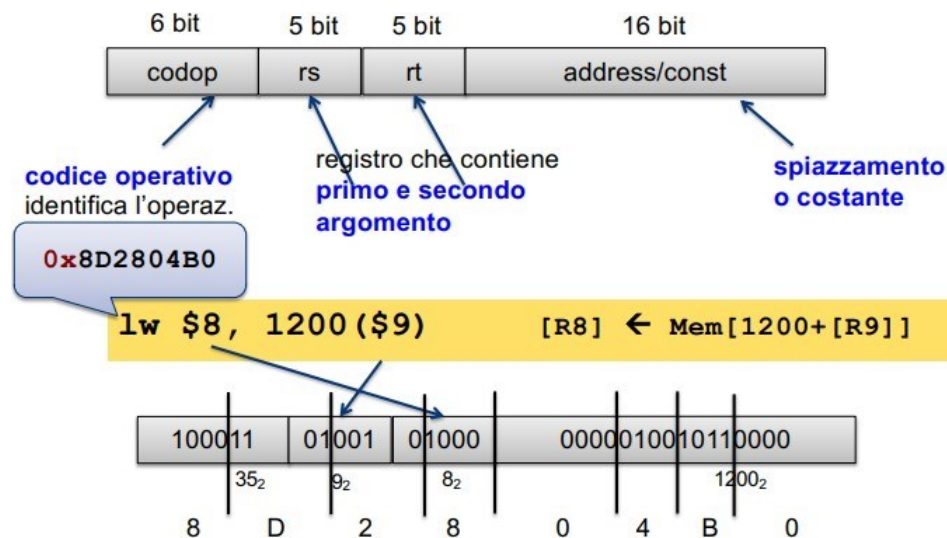 6 bit 5 bit 5 bit 16 bit
codop rs rt address/const
codice operativo
identifica l'operaz.
registro che contiene
primo e secondo
argomento
spiazzamento
o costante
0x8D2804B0
lw $8, 1200($9) [R8] ← Mem[1200+[R9]]
100011 01001 01000 0000010010110000
35₂ 9₂ 8₂ 1200₂
8 D 2 8 0 4 B 0